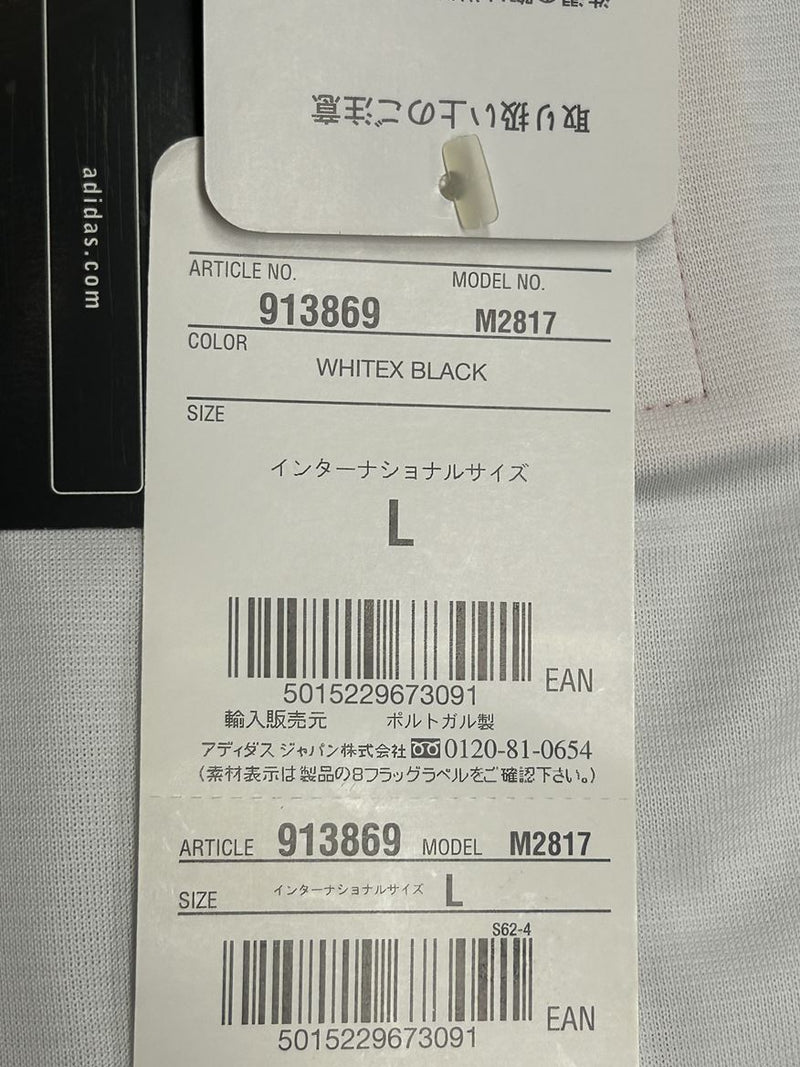 取り扱い上のご注意
adidas.com
ARTICLE NO. MODEL NO.
913869 M2817
COLOR
WHITEX BLACK
SIZE
インターナショナルサイズ
L
5015229673091 EAN
輸入販売元 ポルトガル製
アディダス ジャパン株式会社 0120-81-0654
(素材表示は製品の8フラッグラベルをご確認下さい。)
ARTICLE 913869 MODEL M2817
SIZE インターナショナルサイズ L
S62-4
5015229673091 EAN